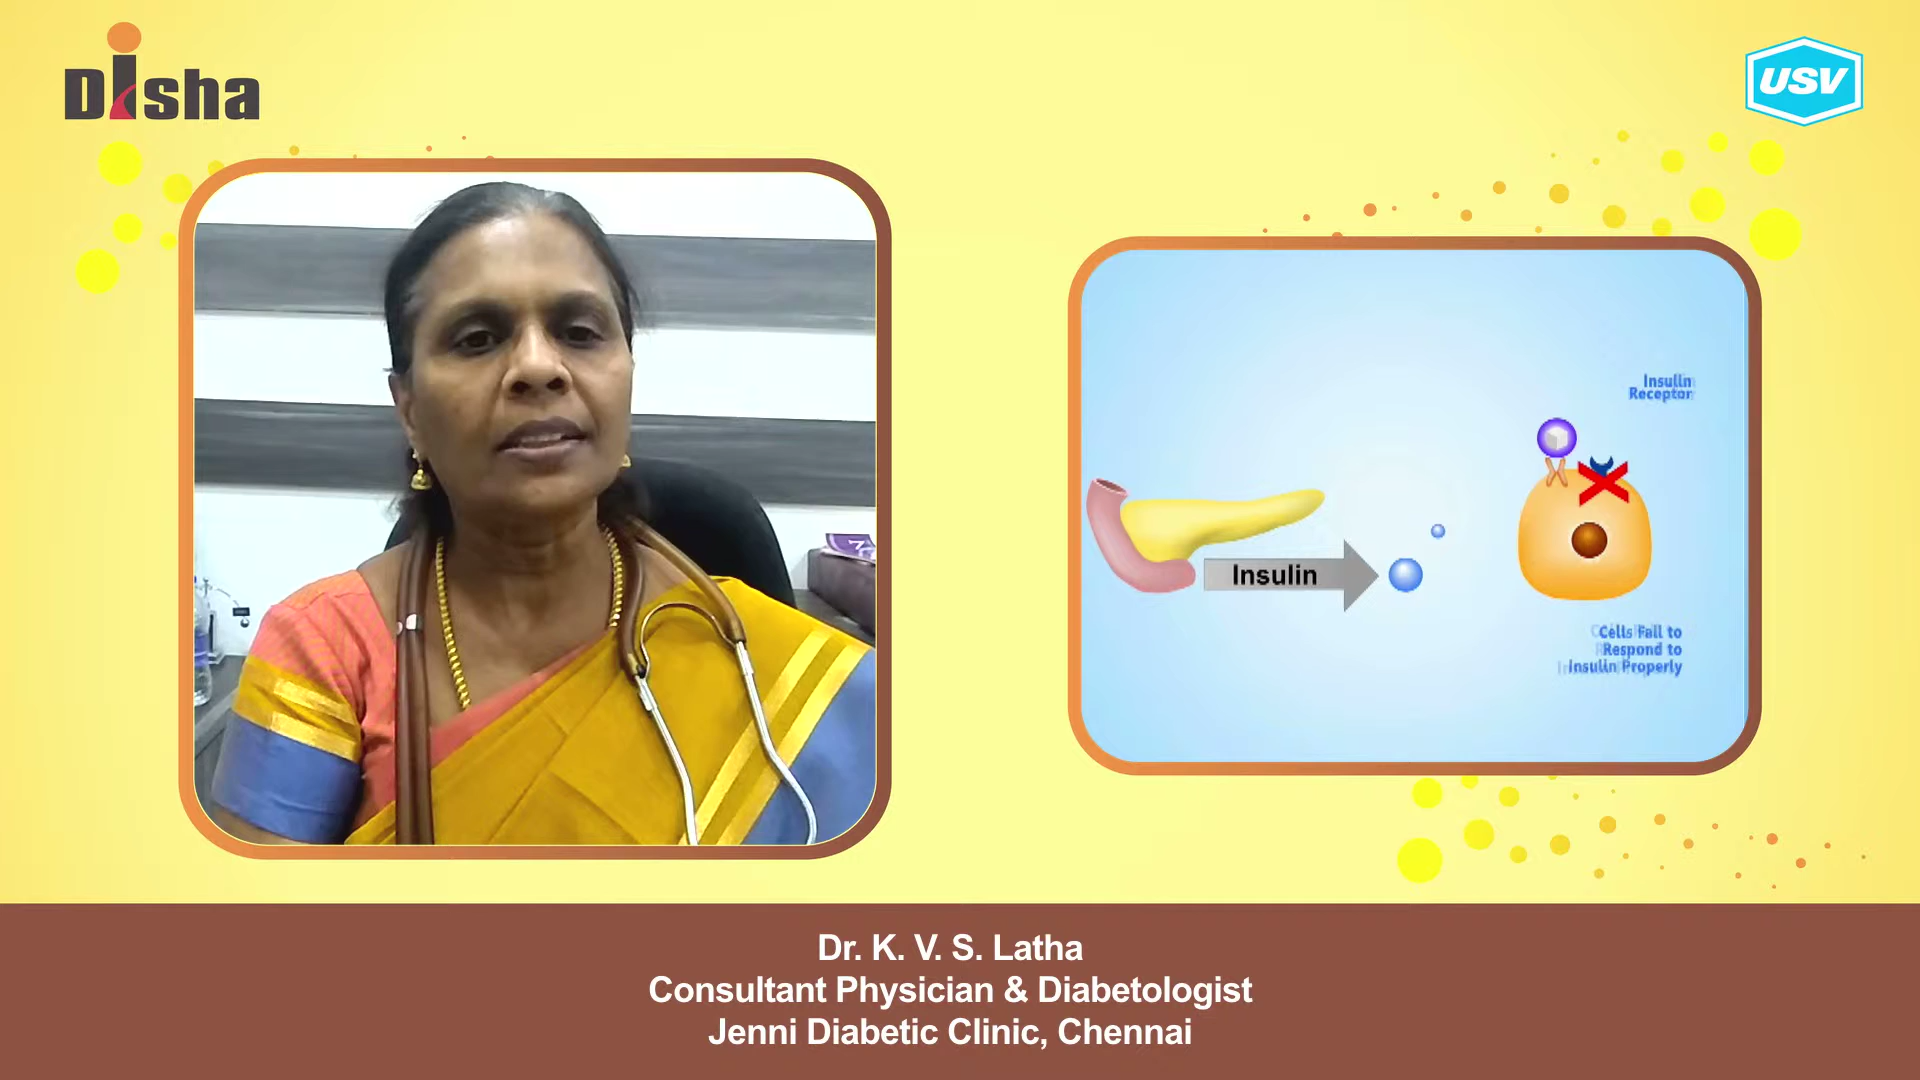 Disha
USV
Insulin
Receptor
Insulin
Cells Fail to
Respond to
Insulin Properly
Dr. K. V. S. Latha
Consultant Physician & Diabetologist
Jenni Diabetic Clinic, Chennai